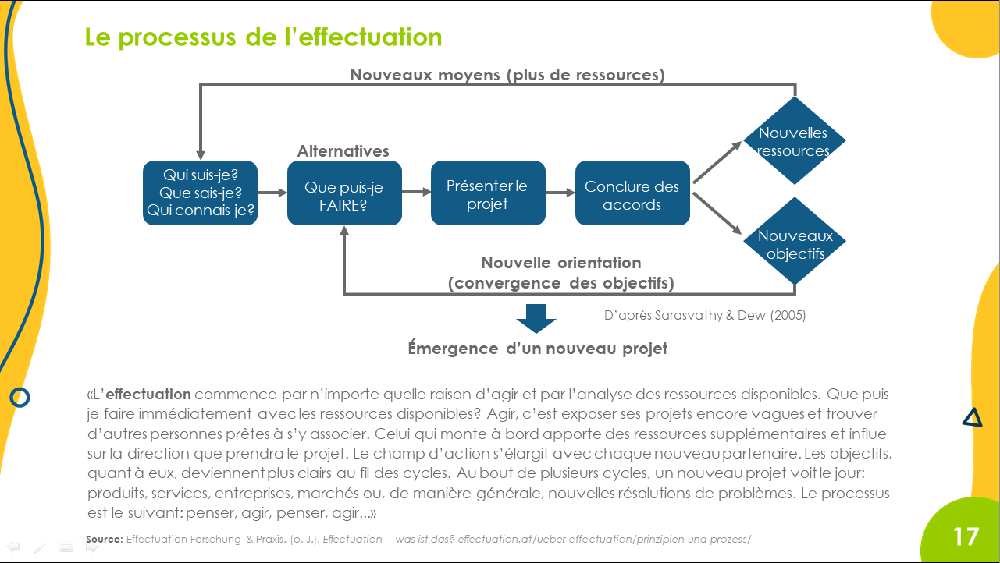 Le processus de l’effectuation
Nouveaux moyens (plus de ressources)
Nouvelles
ressources
Alternatives
Qui suis-je?
Que sais-je?
Qui connais-je?
Que puis-je
FAIRE?
Présenter le
projet
Conclure des
accords
Nouveaux
objectifs
Nouvelle orientation
(convergence des objectifs)
D’après Sarasvathy & Dew (2005)
Émergence d’un nouveau projet
«L’effectuation commence par n’importe quelle raison d’agir et par l’analyse des ressources disponibles. Que puis-
je faire immédiatement avec les ressources disponibles? Agir, c’est exposer ses projets encore vagues et trouver
d’autres personnes prêtes à s’y associer. Celui qui monte à bord apporte des ressources supplémentaires et influe
sur la direction que prendra le projet. Le champ d’action s’élargit avec chaque nouveau partenaire. Les objectifs,
quant à eux, deviennent plus clairs au fil des cycles. Au bout de plusieurs cycles, un nouveau projet voit le jour:
produits, services, entreprises, marchés ou, de manière générale, nouvelles résolutions de problèmes. Le processus
est le suivant: penser, agir, penser, agir...»
Source: Effectuation Forschung & Praxis. (o. J.). Effectuation – was ist das? effectuation.at/ueber-effectuation/prinzipien-und-prozess/
17